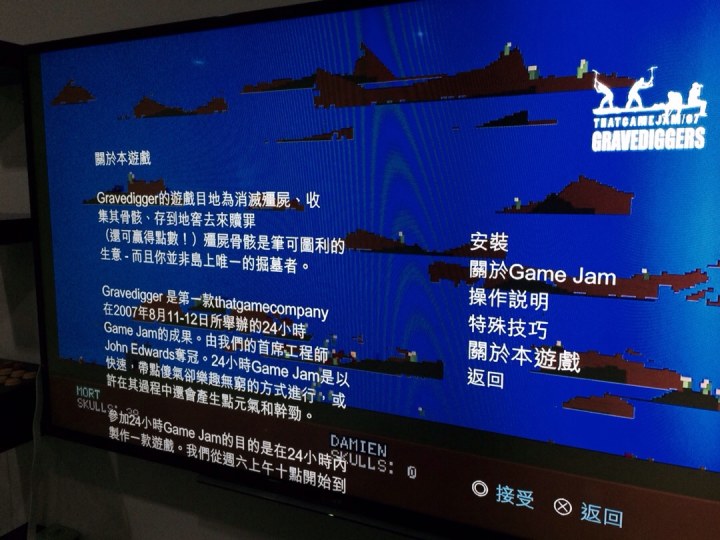 THATGAMEJAM/07
GRAVEDIGGERS
關於本遊戲
Gravedigger的遊戲目地為消滅殭屍、收
集其骨骸、存到地窖去來贖罪
（還可贏得點數！）殭屍骨骸是筆可圖利的
生意 - 而且你並非島上唯一的掘墓者。
Gravedigger 是第一款thatgamecompany
在2007年8月11-12日所舉辦的24小時
Game Jam的成果。由我們的首席工程師
John Edwards奪冠。24小時Game Jam是以
快速，帶點傻氣卻樂趣無窮的方式進行，或
許在其過程中還會產生點元氣和幹勁。
參加24小時Game Jam的目的是在24小時內
製作一款遊戲。我們從週六上午十點開始到
安裝
關於Game Jam
操作説明
特殊技巧
關於本遊戲
返回
MORT
SKULLS:
DAMIEN
SKULLS: 0
接受
返回